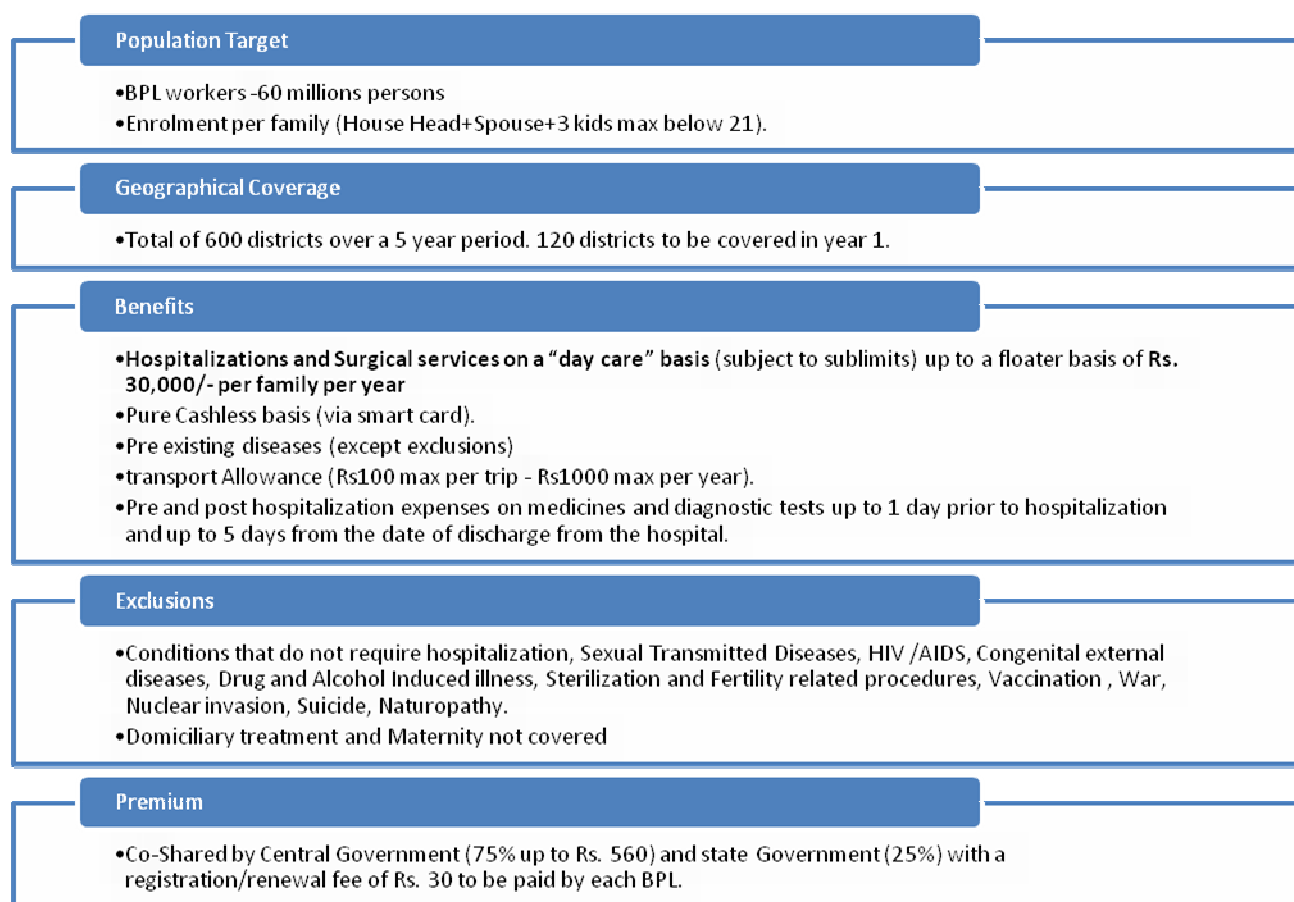 Population Target
•BPL workers -60 millions persons
•Enrolment per family (House Head+Spouse+3 kids max below 21).
Geographical Coverage
•Total of 600 districts over a 5 year period. 120 districts to be covered in year 1.
Benefits
•Hospitalizations and Surgical services on a “day care” basis (subject to sublimits) up to a floater basis of Rs.
30,000/- per family per year
•Pure Cashless basis (via smart card).
•Pre existing diseases (except exclusions)
•transport Allowance (Rs100 max per trip - Rs1000 max per year).
•Pre and post hospitalization expenses on medicines and diagnostic tests up to 1 day prior to hospitalization
and up to 5 days from the date of discharge from the hospital.
Exclusions
•Conditions that do not require hospitalization, Sexual Transmitted Diseases, HIV /AIDS, Congenital external
diseases, Drug and Alcohol Induced illness, Sterilization and Fertility related procedures, Vaccination , War,
Nuclear invasion, Suicide, Naturopathy.
•Domiciliary treatment and Maternity not covered
Premium
•Co-Shared by Central Government (75% up to Rs. 560) and state Government (25%) with a
registration/renewal fee of Rs. 30 to be paid by each BPL.